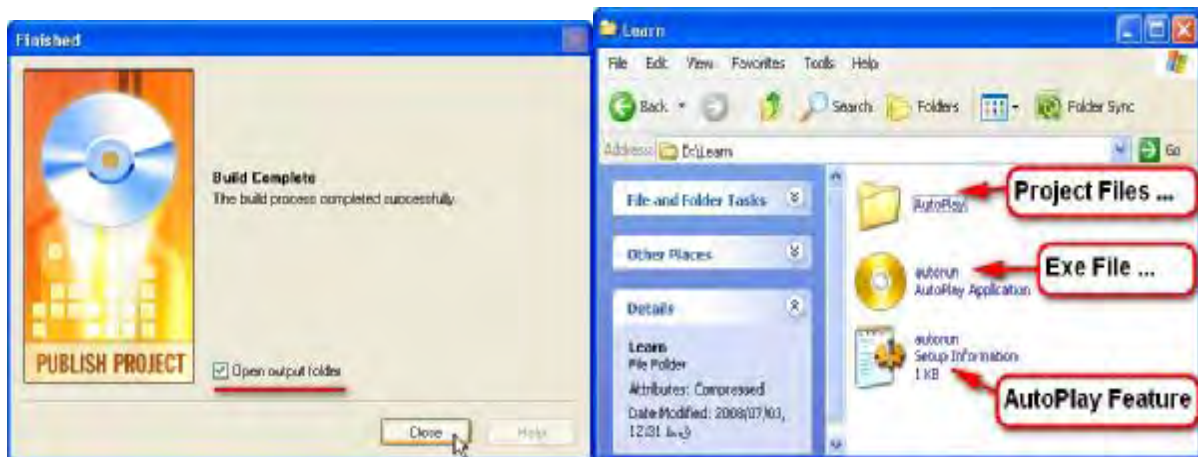 Finished
Build Complete
The build process completed successfully.
PUBLISH PROJECT
Open output folder
Close
Help
Learn
File Edit View Favorites Tools Help
Back Search Folders Folder Sync
Address D:\Learn Go
File and Folder Tasks
Other Places
Details
Learn
File Folder
Attributes: Compressed
Date Modified: 2008/07/03,
12:31
AutoPlay
Project Files ...
autorun
AutoPlay Application
Exe File ...
autorun
Setup Information
1 KB
AutoPlay Feature